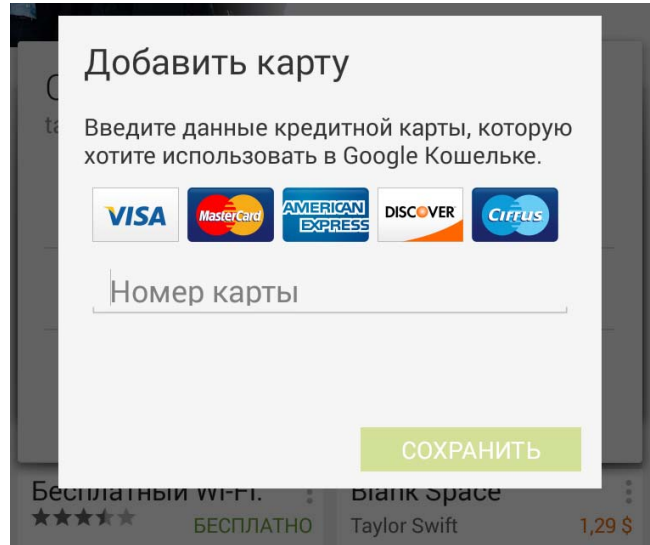 Добавить карту
Введите данные кредитной карты, которую
хотите использовать в Google Кошельке.
VISA MasterCard AMERICAN EXPRESS DISCOVER CIRRUS
Номер карты
СОХРАНИТЬ
Бесплатный Wi-Fi. Blank Space
БЕСПЛАТНО Taylor Swift 1,29 $